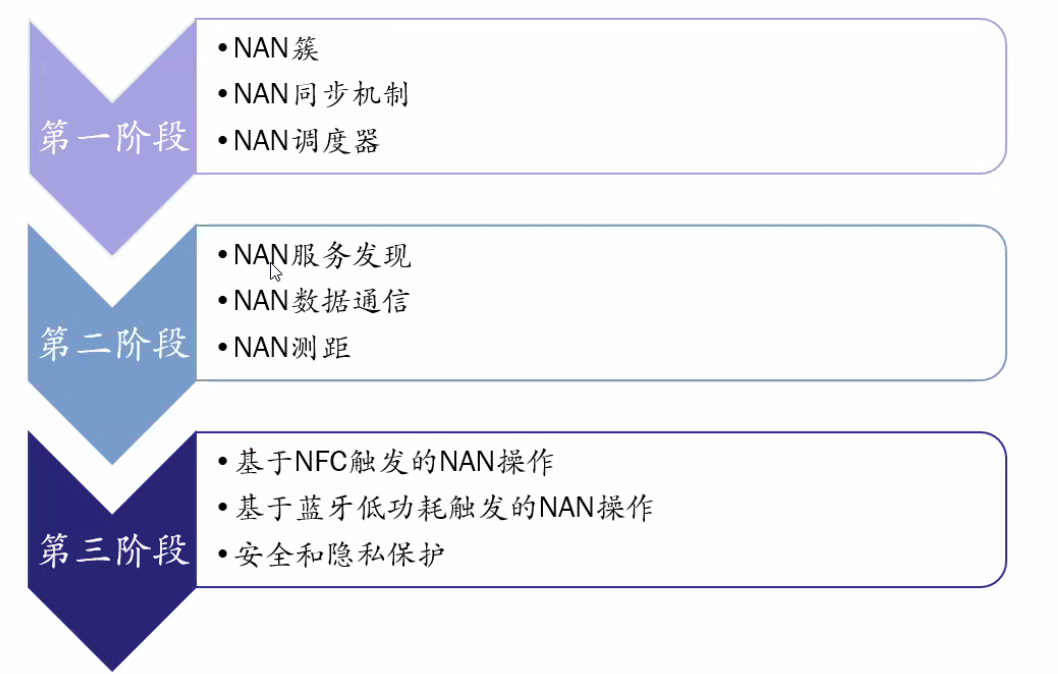 第一阶段
•NAN簇
•NAN同步机制
•NAN调度器
第二阶段
•NAN服务发现
•NAN数据通信
•NAN测距
第三阶段
•基于NFC触发的NAN操作
•基于蓝牙低功耗触发的NAN操作
•安全和隐私保护